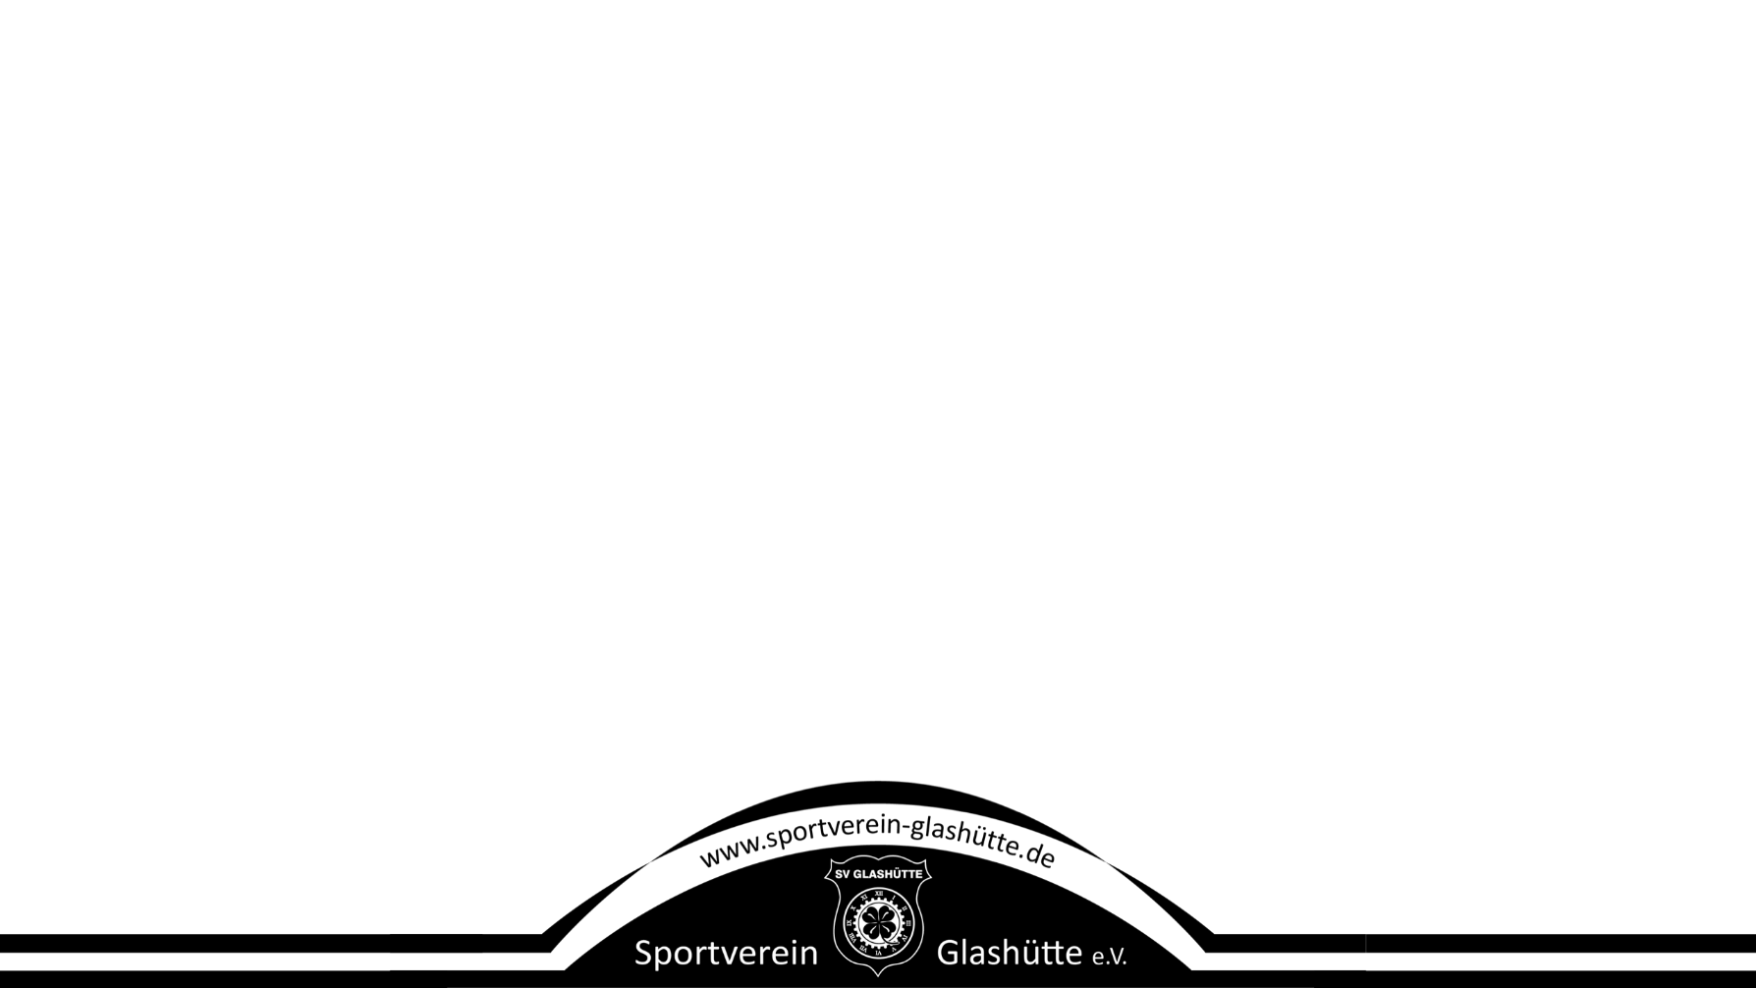 www.sportverein-glashütte.de
SV GLASHÜTTE
Sportverein Glashütte e.V.